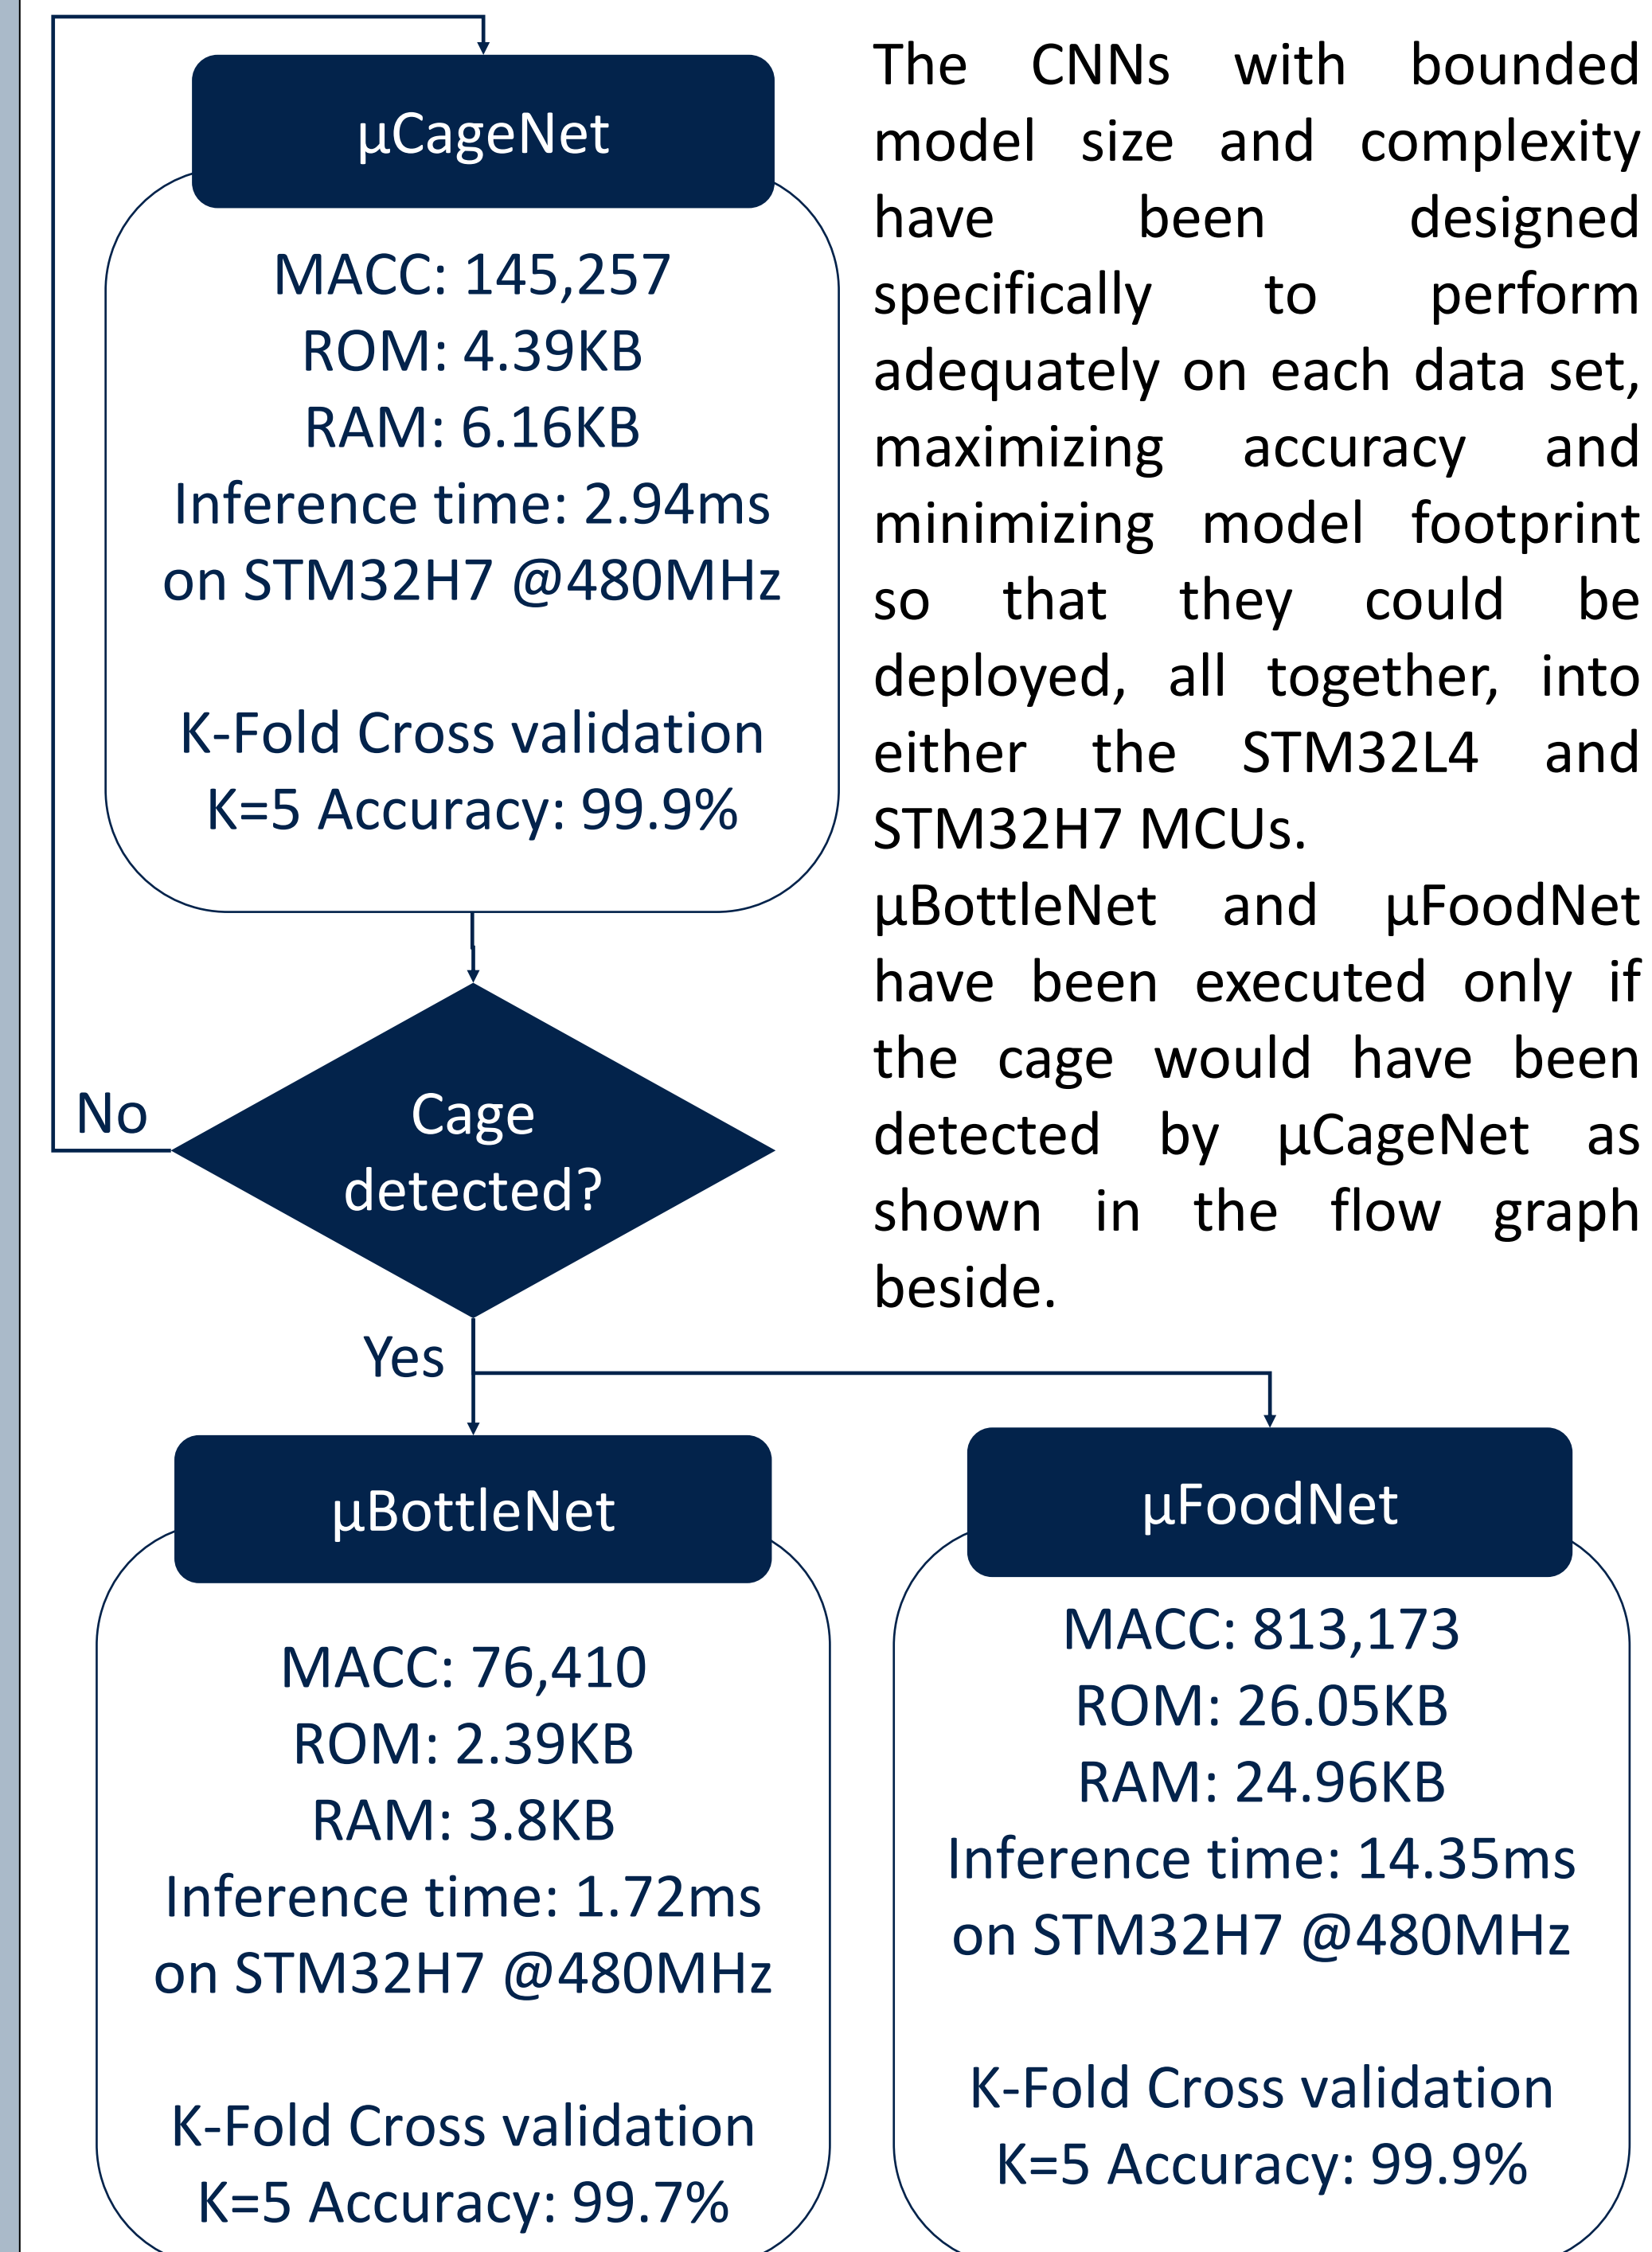 μCageNet
MACC: 145,257
ROM: 4.39KB
RAM: 6.16KB
Inference time: 2.94ms
on STM32H7 @480MHz
K-Fold Cross validation
K=5 Accuracy: 99.9%
The CNNs with bounded
model size and complexity
have been designed
specifically to perform
adequately on each data set,
maximizing accuracy and
minimizing model footprint
so that they could be
deployed, all together, into
either the STM32L4 and
STM32H7 MCUs.
μBottleNet and μFoodNet
have been executed only if
the cage would have been
detected by μCageNet as
shown in the flow graph
beside.
No
Cage
detected?
Yes
μBottleNet
MACC: 76,410
ROM: 2.39KB
RAM: 3.8KB
Inference time: 1.72ms
on STM32H7 @480MHz
K-Fold Cross validation
K=5 Accuracy: 99.7%
μFoodNet
MACC: 813,173
ROM: 26.05KB
RAM: 24.96KB
Inference time: 14.35ms
on STM32H7 @480MHz
K-Fold Cross validation
K=5 Accuracy: 99.9%